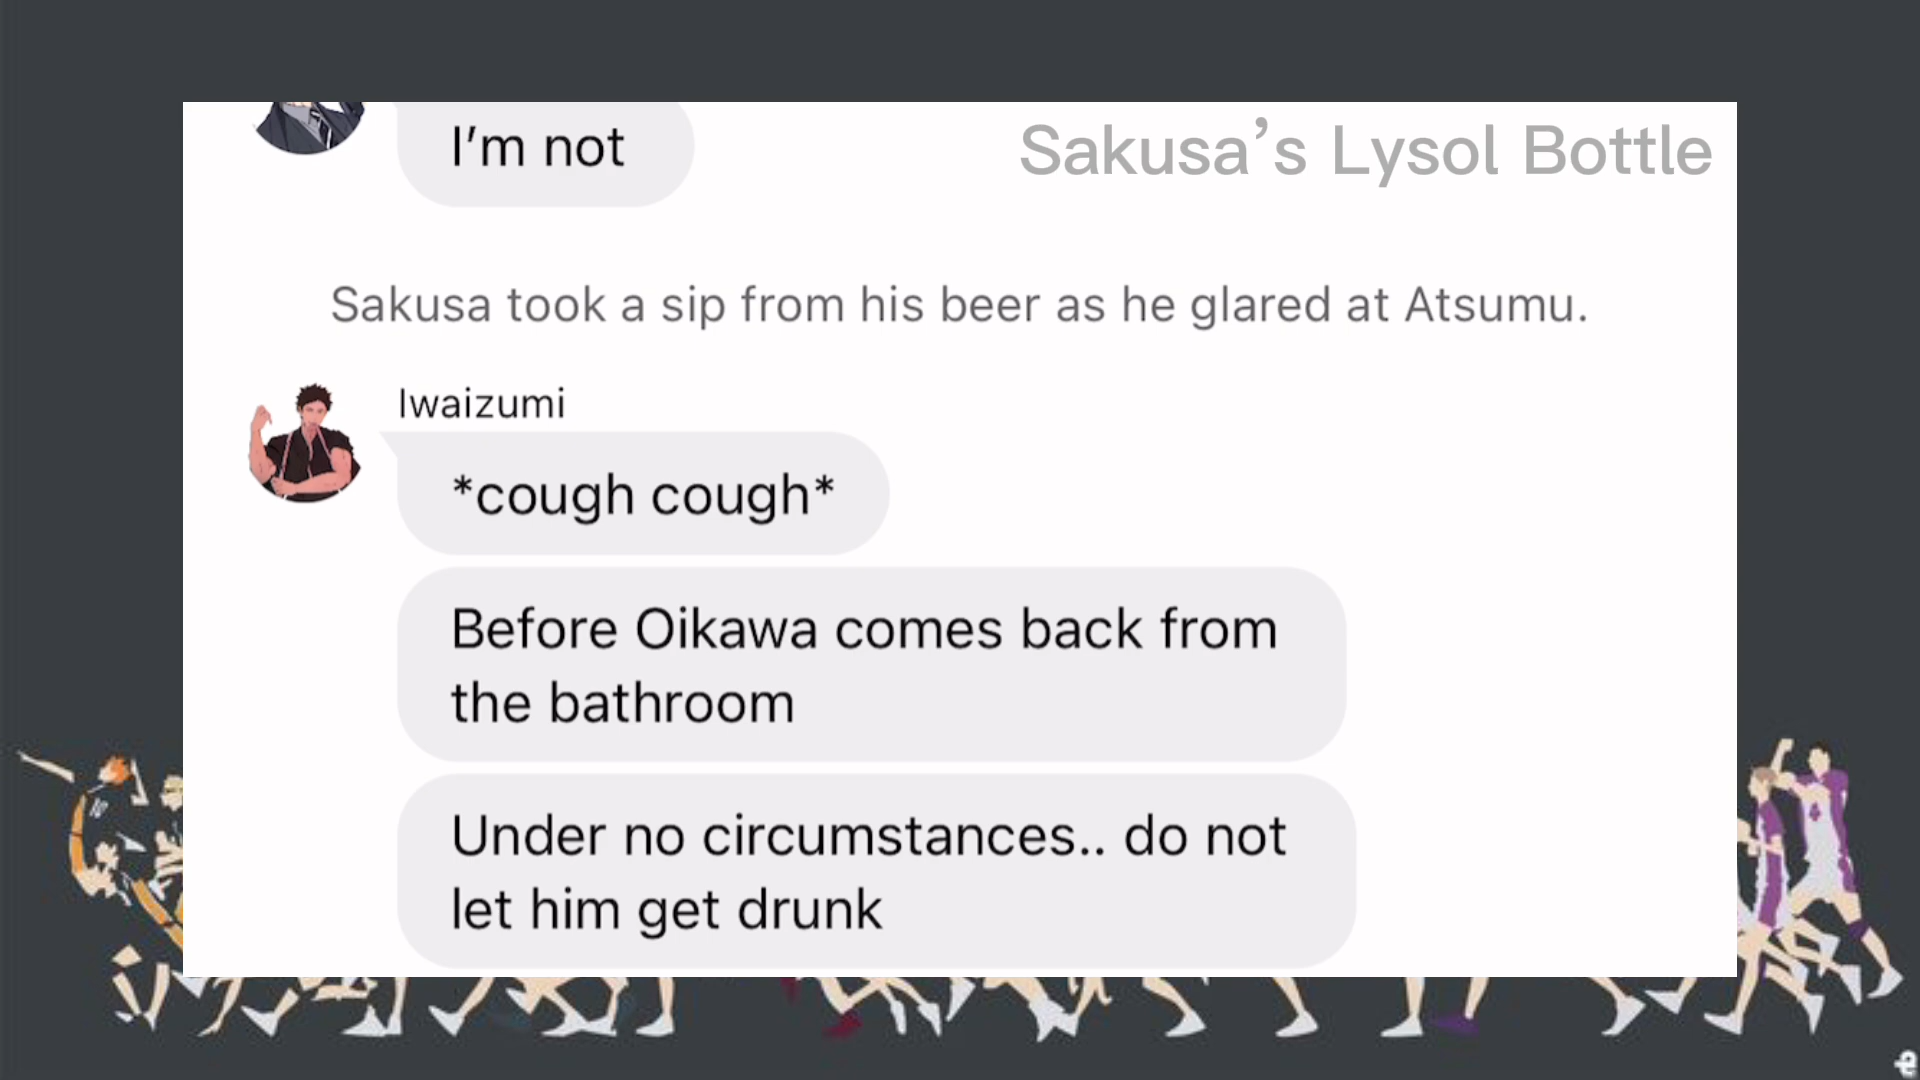 I’m not
Sakusa’s Lysol Bottle
Sakusa took a sip from his beer as he glared at Atsumu.
Iwaizumi
*cough cough*
Before Oikawa comes back from
the bathroom
Under no circumstances.. do not
let him get drunk